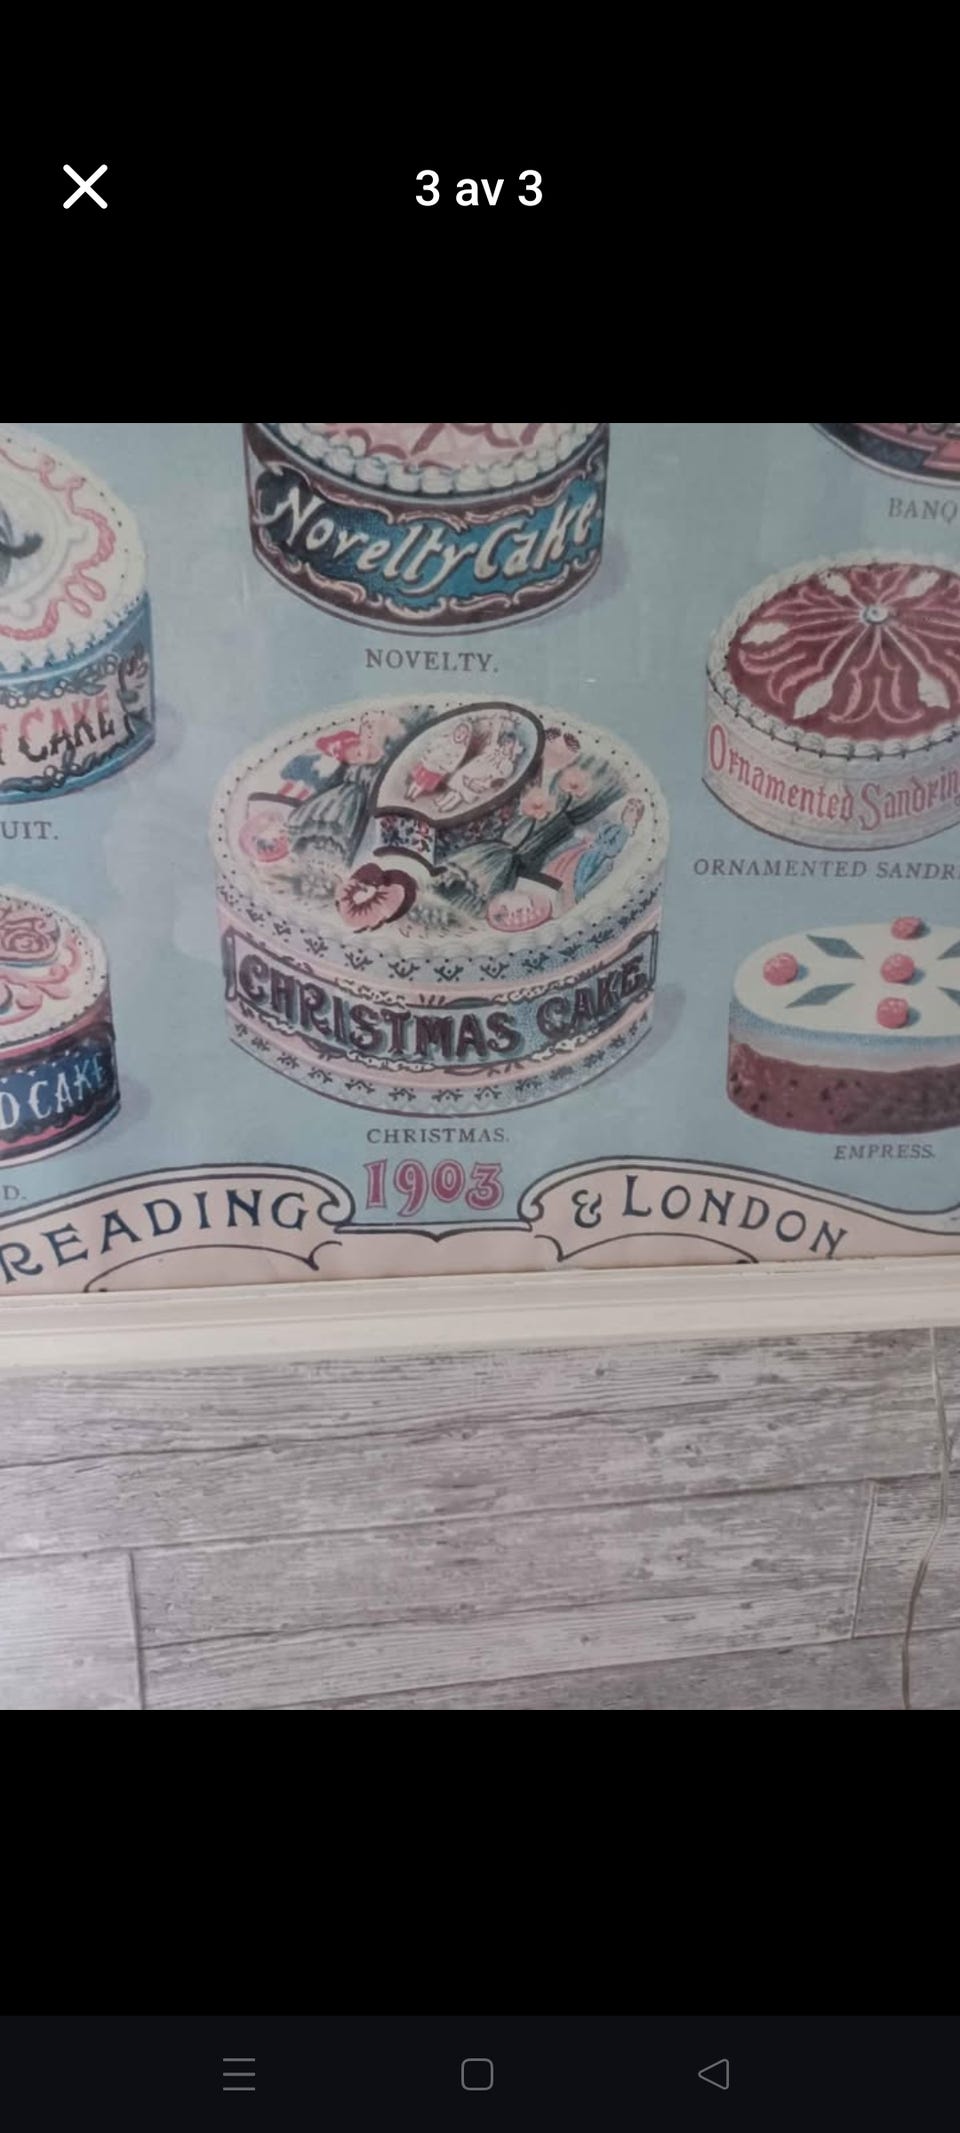 3 av 3
Novelty Cake
BANQ
NOVELTY.
T CAKE
Ornamented Sandrin
UIT.
ORNAMENTED SANDR
CHRISTMAS CAKE
D CAKE
CHRISTMAS.
EMPRESS.
D.
1903
READING & LONDON